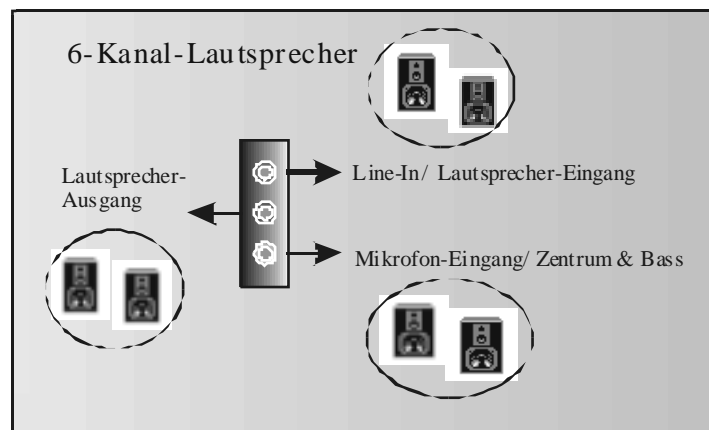 6-Kanal-Lautsprecher
Line-In/ Lautsprecher-Eingang
Lautsprecher-
Ausgang
Mikrofon-Eingang/ Zentrum & Bass